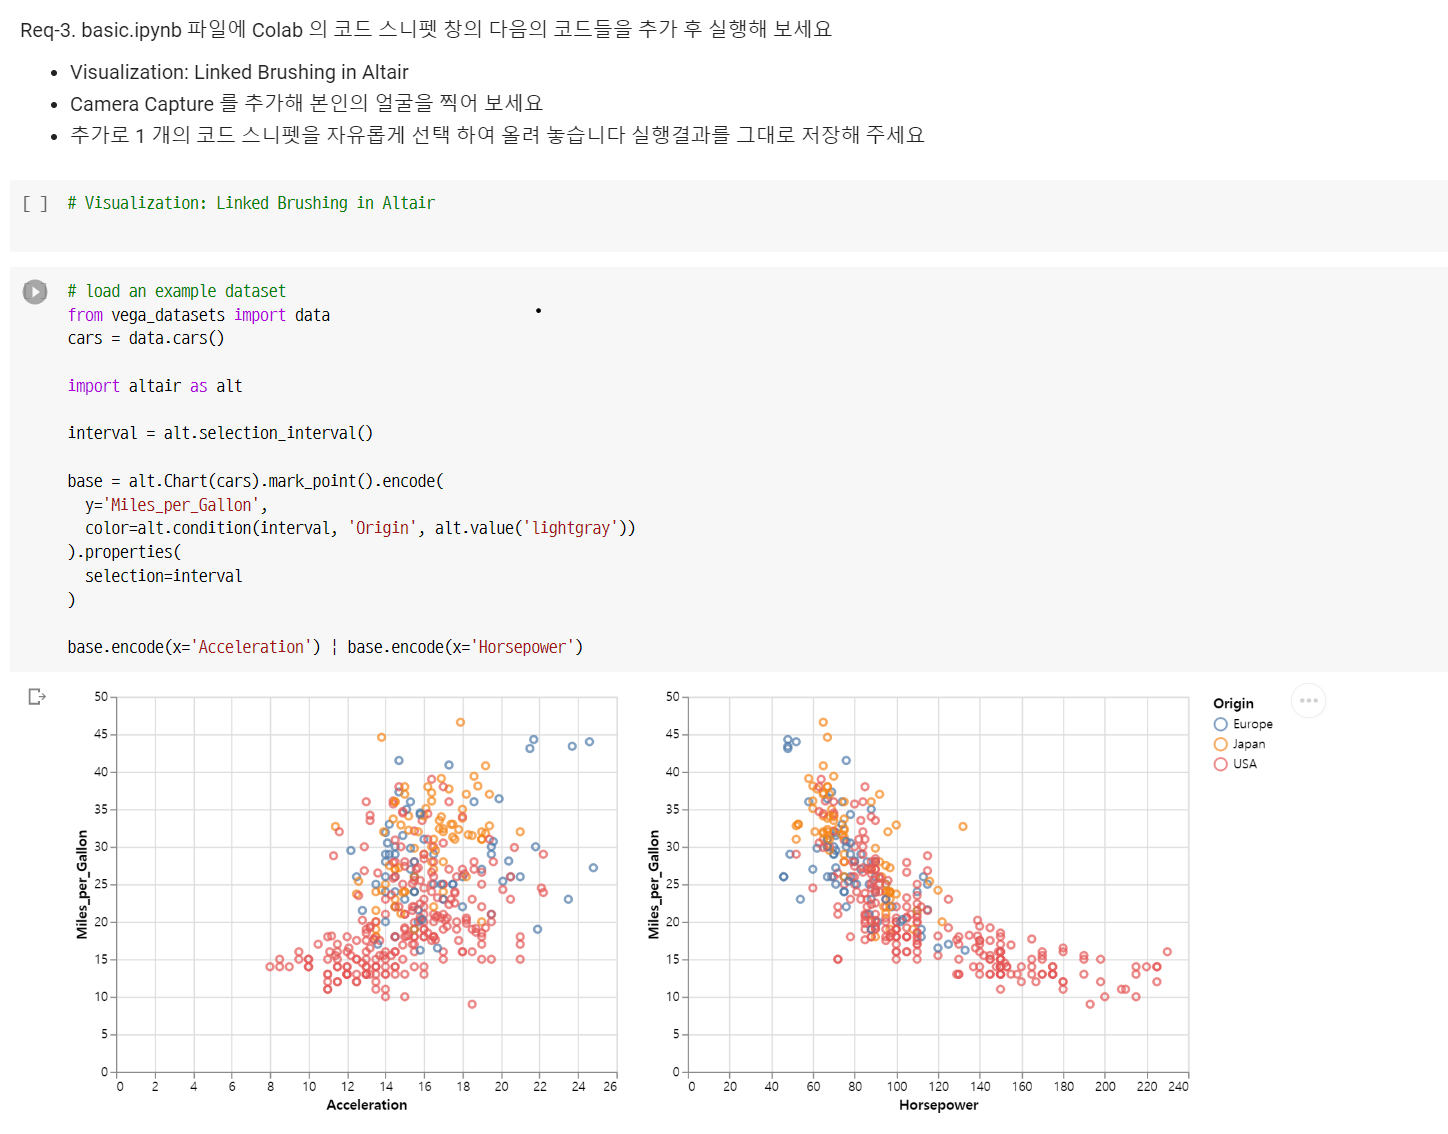 Req-3. basic.ipynb 파일에 Colab 의 코드 스니펫 창의 다음의 코드들을 추가 후 실행해 보세요
• Visualization: Linked Brushing in Altair
• Camera Capture 를 추가해 본인의 얼굴을 찍어 보세요
• 추가로 1 개의 코드 스니펫을 자유롭게 선택 하여 올려 놓습니다 실행결과를 그대로 저장해 주세요
[ ] # Visualization: Linked Brushing in Altair
# load an example dataset
from vega_datasets import data
cars = data.cars()
import altair as alt
interval = alt.selection_interval()
base = alt.Chart(cars).mark_point().encode(
  y='Miles_per_Gallon',
  color=alt.condition(interval, 'Origin', alt.value('lightgray'))
).properties(
  selection=interval
)
base.encode(x='Acceleration') | base.encode(x='Horsepower')
50
45
40
35
30
25
20
15
10
5
0
Miles_per_Gallon
0 2 4 6 8 10 12 14 16 18 20 22 24 26
Acceleration
50
45
40
35
30
25
20
15
10
5
0
Miles_per_Gallon
0 20 40 60 80 100 120 140 160 180 200 220 240
Horsepower
Origin
Europe
Japan
USA